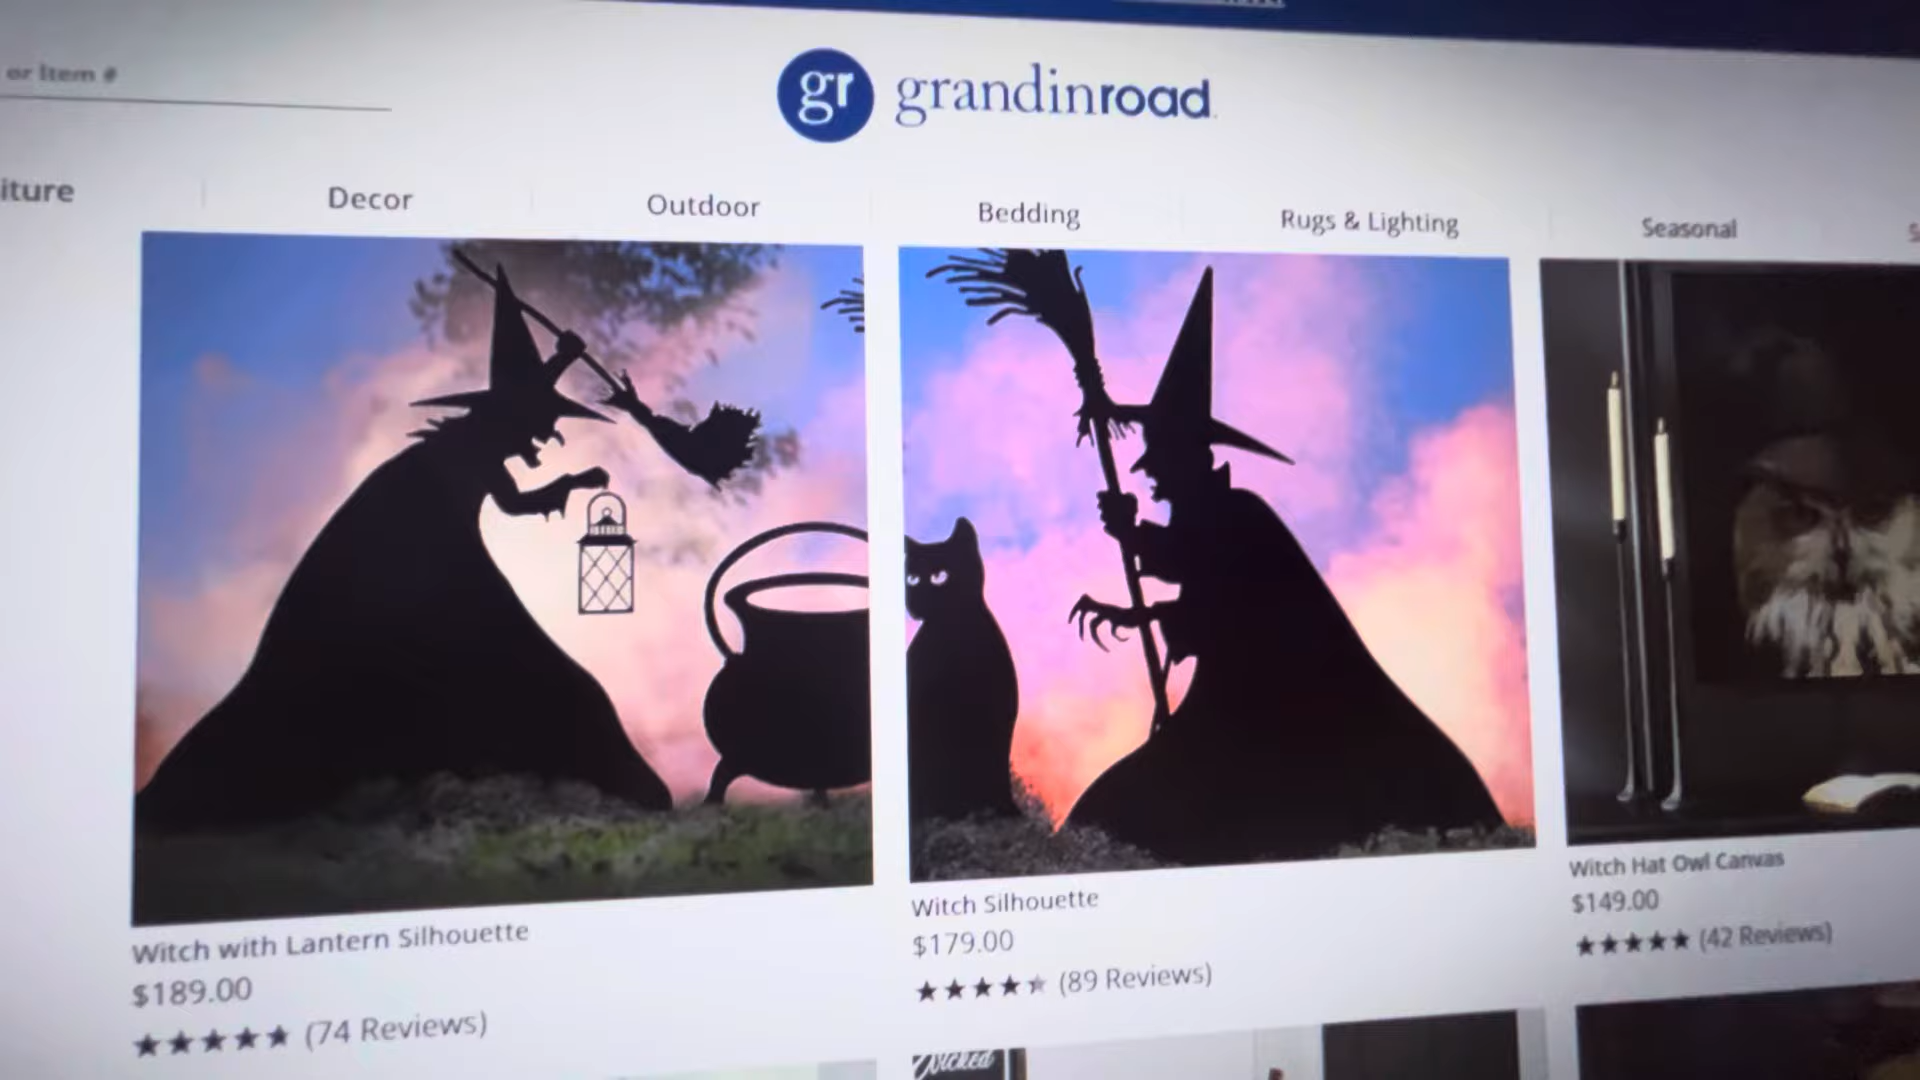 or Item #
gr grandinroad
iture Decor Outdoor Bedding Rugs & Lighting Seasonal S
Witch with Lantern Silhouette
$189.00
(74 Reviews)
Witch Silhouette
$179.00
(89 Reviews)
Witch Hat Owl Canvas
$149.00
(42 Reviews)
Wicked